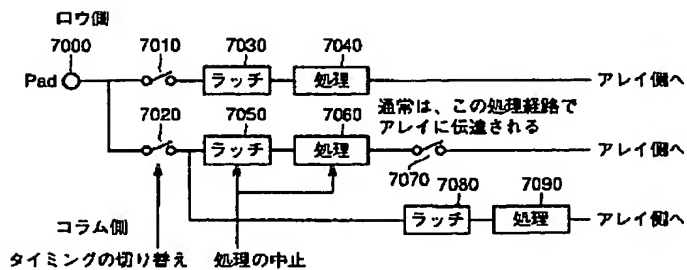 ロウ側
7000
7010
7030
7040
Pad
ラッチ
処理
アレイ側へ
7020
7050
7060
通常は、この処理経路で
アレイに伝達される
ラッチ
処理
アレイ側へ
7070
7080
7090
コラム側
ラッチ
処理
アレイ側へ
タイミングの切り替え
処理の中止